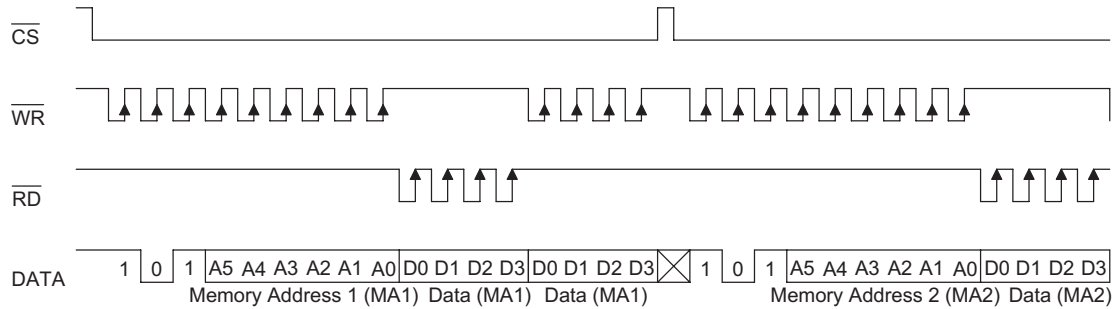 CS
WR
RD
DATA 1 0 1 A5 A4 A3 A2 A1 A0 D0 D1 D2 D3 D0 D1 D2 D3 1 0 1 A5 A4 A3 A2 A1 A0 D0 D1 D2 D3
Memory Address 1 (MA1) Data (MA1) Data (MA1) Memory Address 2 (MA2) Data (MA2)